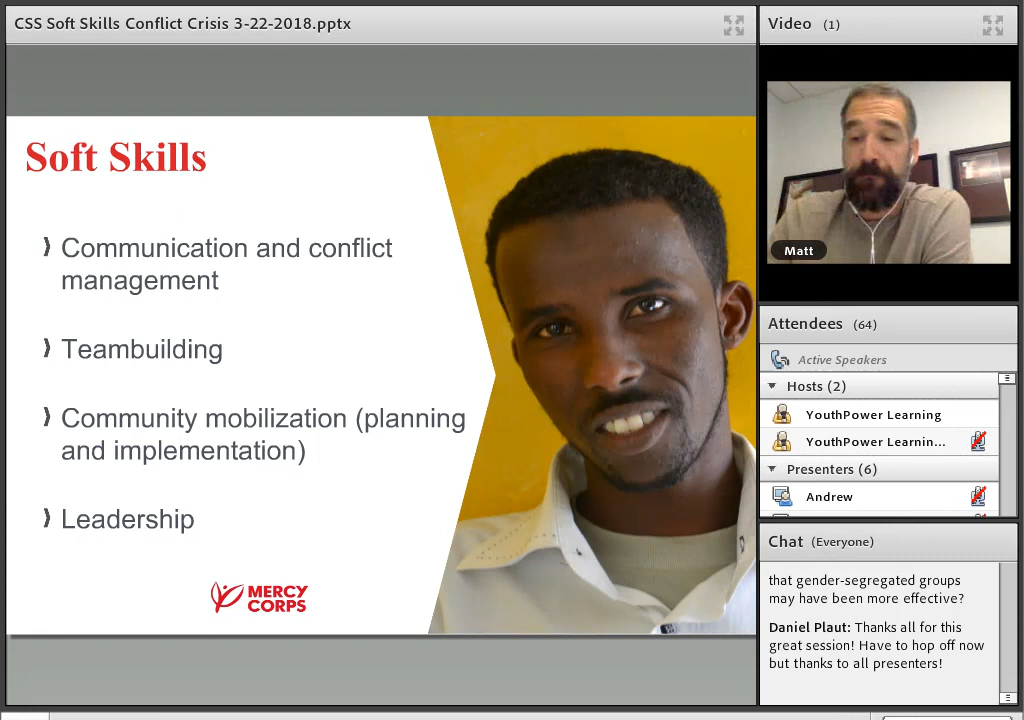 CSS Soft Skills Conflict Crisis 3-22-2018.pptx
Soft Skills
Communication and conflict
management
Teambuilding
Community mobilization (planning
and implementation)
Leadership
MERCY
CORPS
Video (1)
Matt
Attendees (64)
Active Speakers
Hosts (2)
YouthPower Learning
YouthPower Learnin...
Presenters (6)
Andrew
Chat (Everyone)
that gender-segregated groups
may have been more effective?
Daniel Plaut: Thanks all for this
great session! Have to hop off now
but thanks to all presenters!